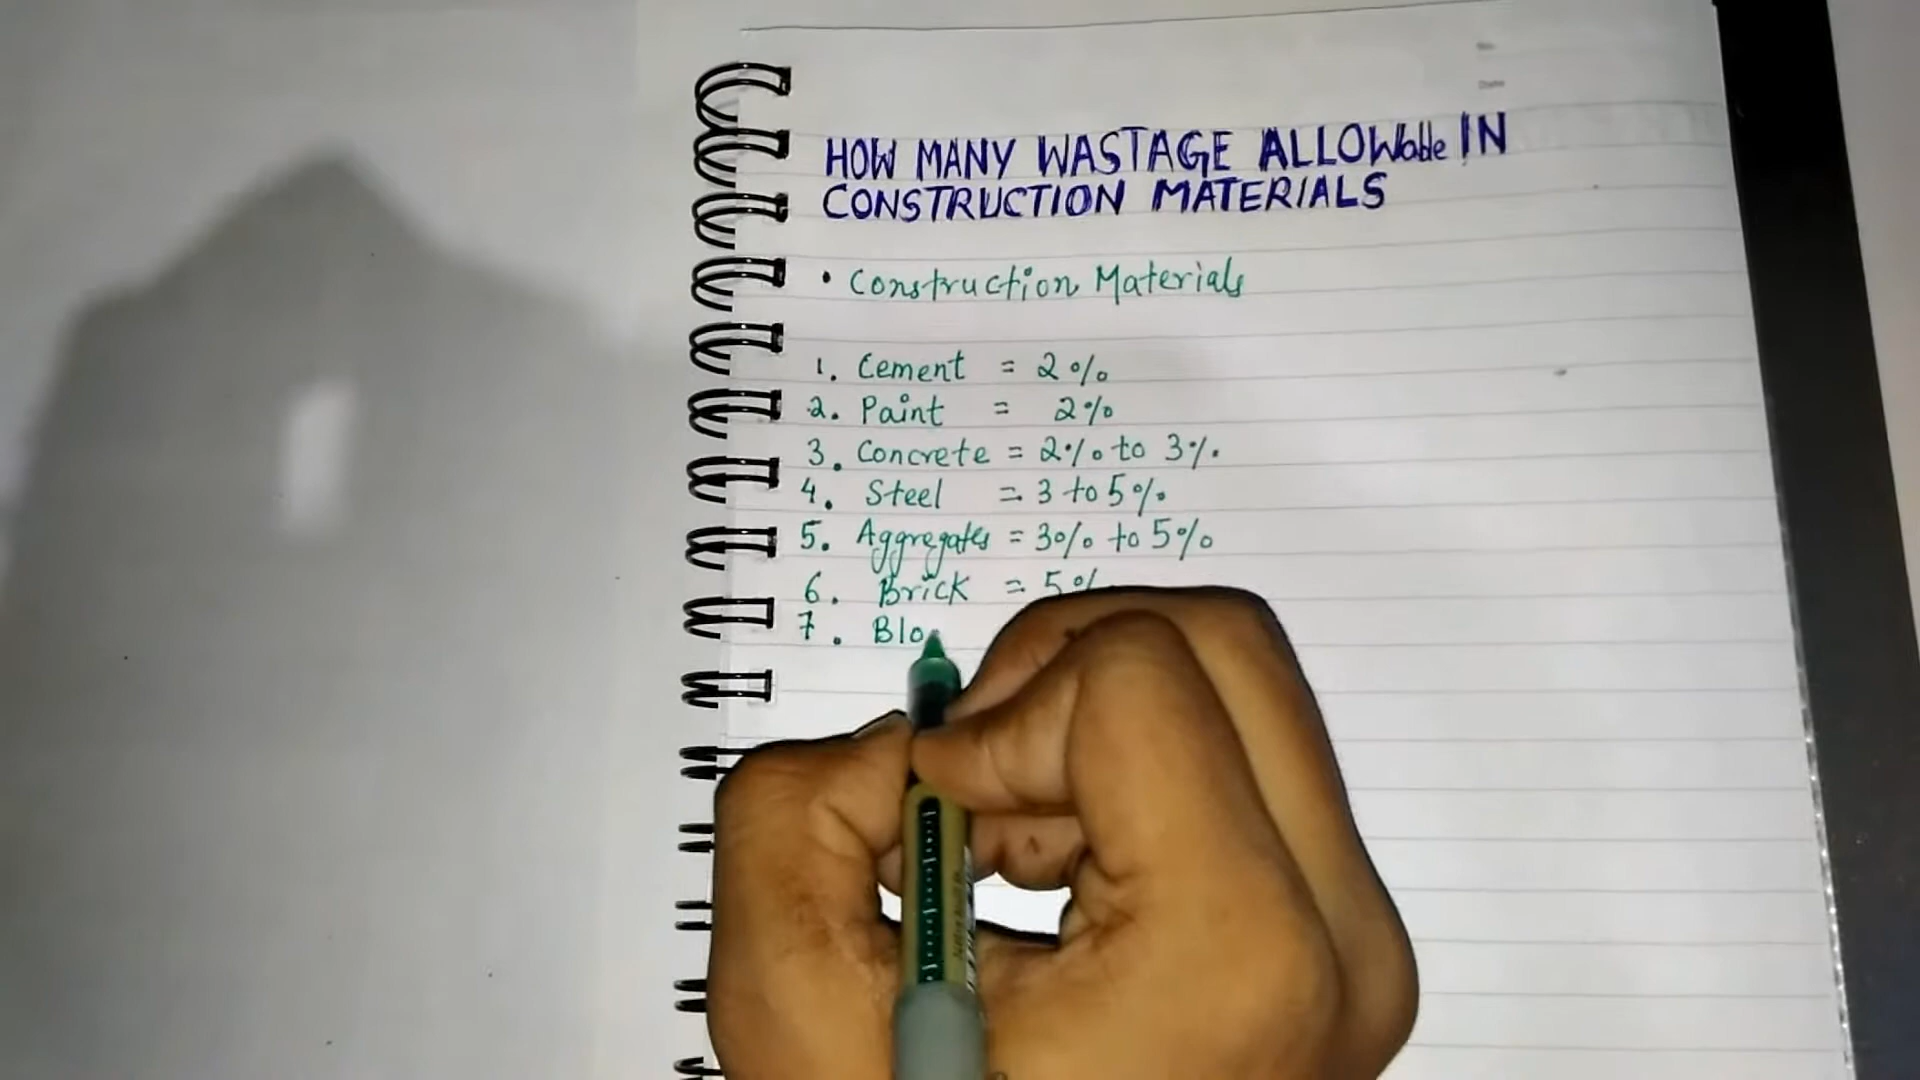 HOW MANY WASTAGE ALLOWable IN
CONSTRUCTION MATERIALS
• Construction Materials
1. Cement = 2%
2. Paint = 2%
3. Concrete = 2% to 3%.
4. Steel = 3 to 5%
5. Aggregates = 3% to 5%
6. Brick = 5%
7. Blo